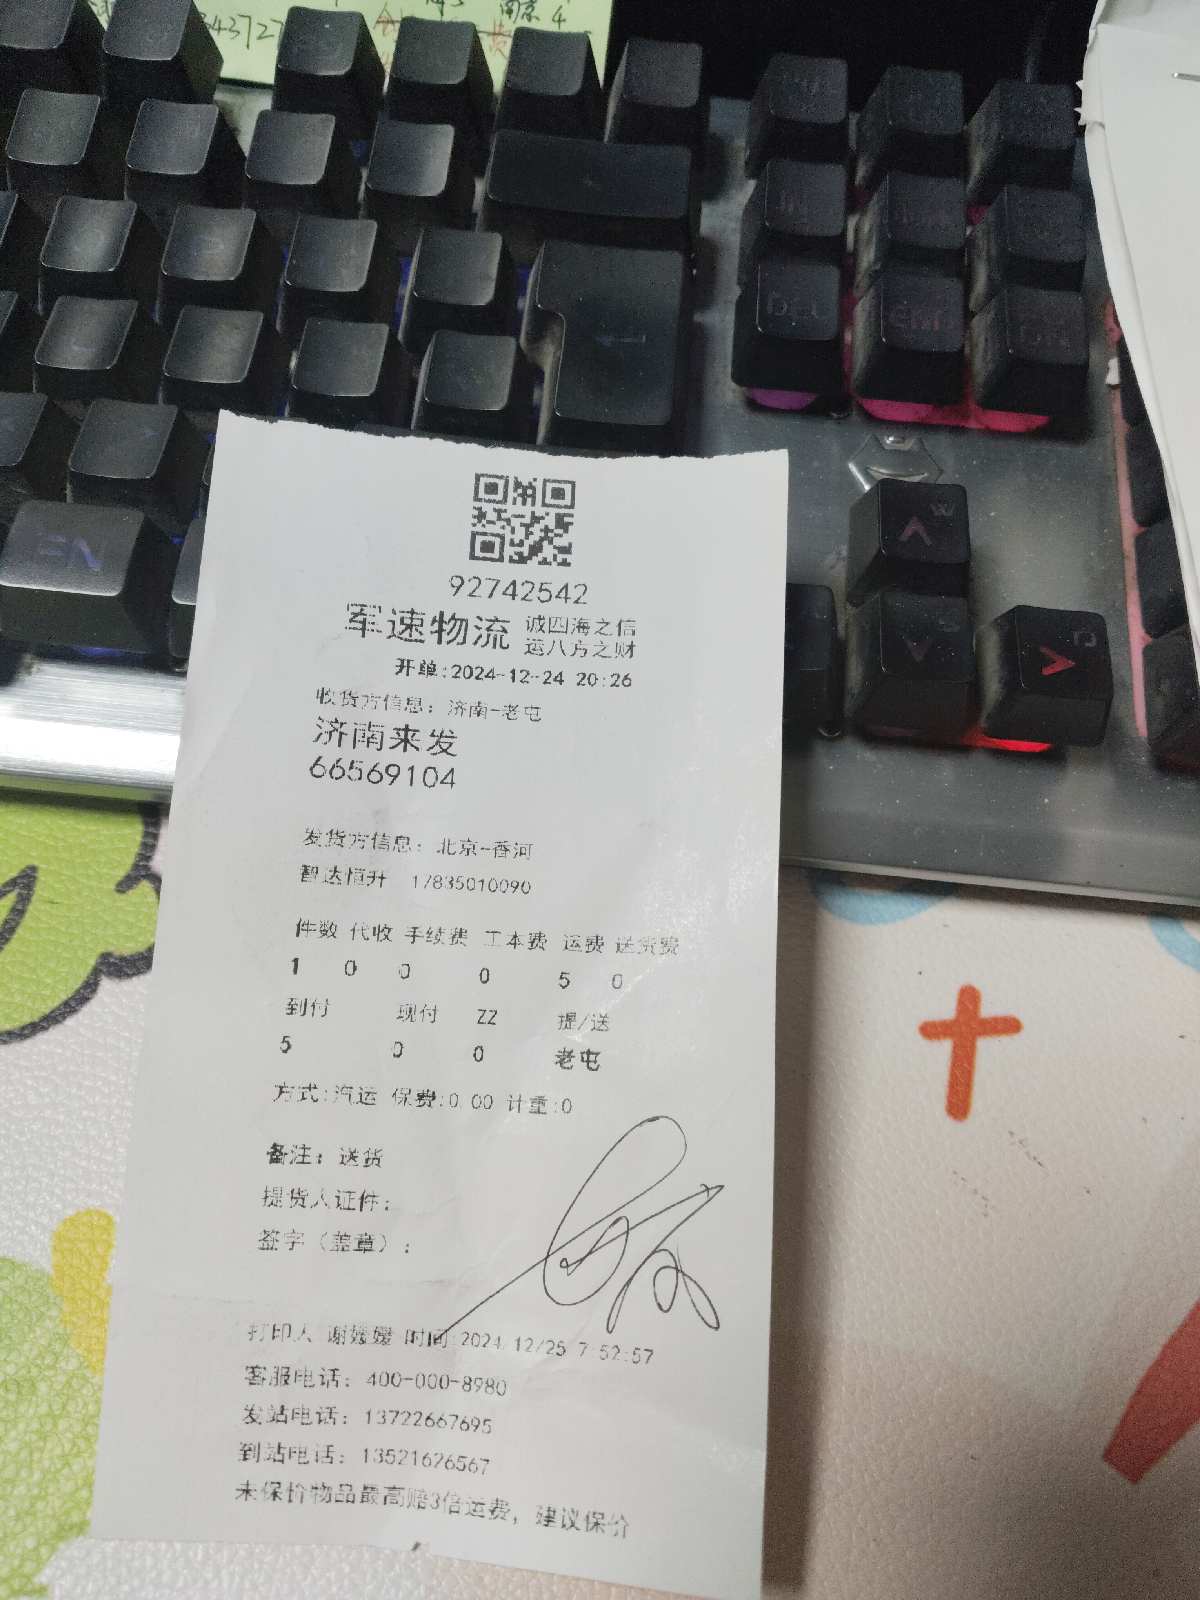 南京 4
43727
92742542
军速物流 诚四海之信
运八方之财
开单:2024-12-24 20:26
收货方信息：济南-老屯
济南来发
66569104
发货方信息：北京-香河
智达恒升 17835010090
件数 代收 手续费 工本费 运费 送货费
1 0 0 0 5 0
到付 现付 ZZ 提/送
5 0 0 老屯
方式:汽运 保费:0.00 计重:0
备注：送货
提货人证件：
签字（盖章）：
打印人 谢媛媛 时间:2024/12/25 7:52:57
客服电话：400-000-8980
发站电话：13722667695
到站电话：13521626567
未保价物品最高赔3倍运费，建议保价